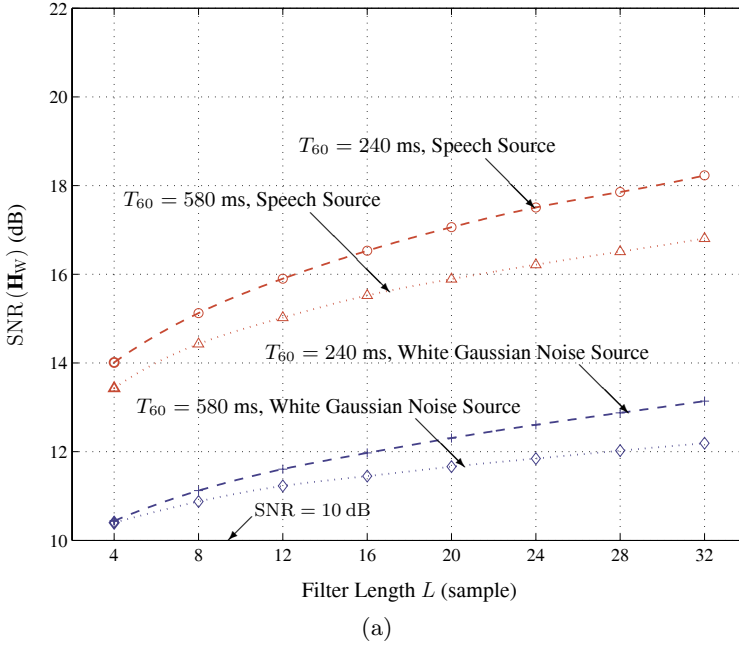 22
20
18
16
14
12
10
SNR (H_W) (dB)
T_60 = 240 ms, Speech Source
T_60 = 580 ms, Speech Source
T_60 = 240 ms, White Gaussian Noise Source
T_60 = 580 ms, White Gaussian Noise Source
SNR = 10 dB
4 8 12 16 20 24 28 32
Filter Length L (sample)
(a)